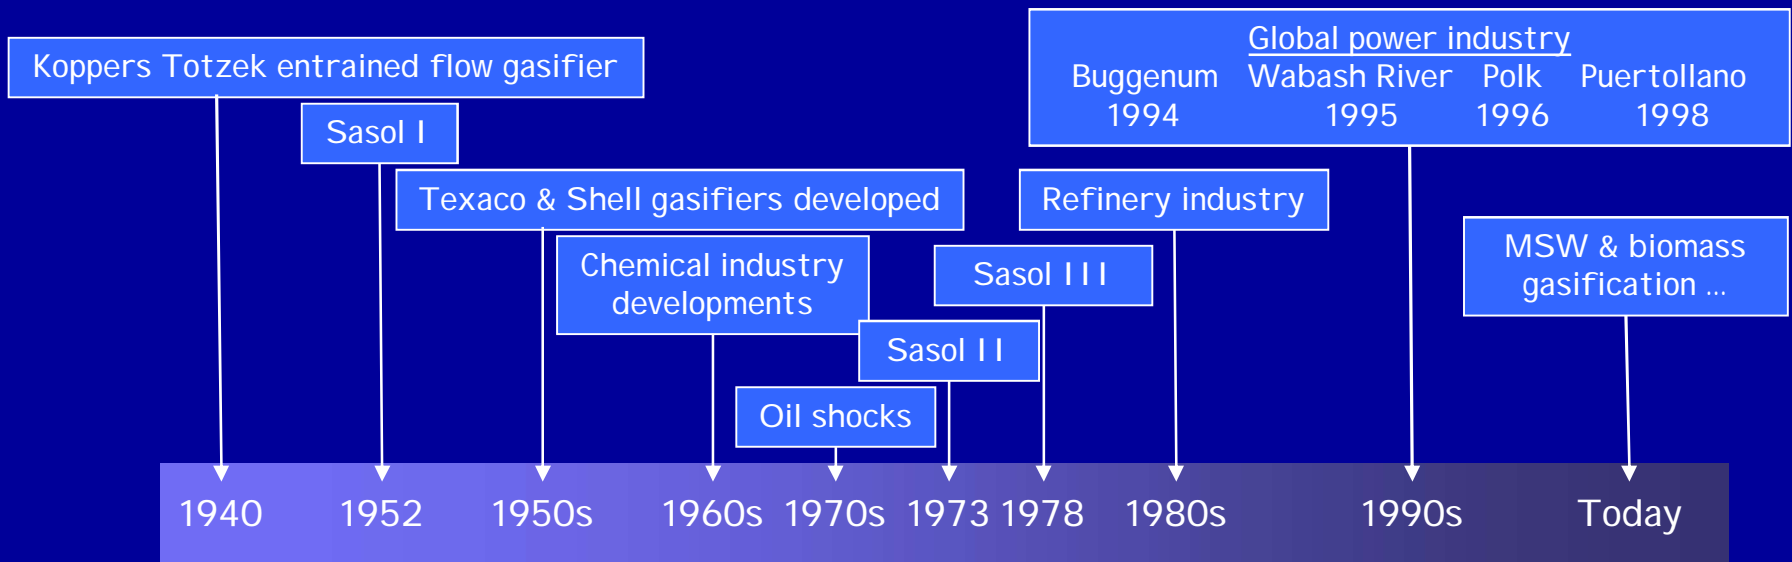 Koppers Totzek entrained flow gasifier
Sasol I
Texaco & Shell gasifiers developed
Chemical industry
developments
Oil shocks
Sasol II
Sasol III
Refinery industry
Global power industry
Buggenum Wabash River Polk Puertollano
1994 1995 1996 1998
MSW & biomass
gasification ...
1940 1952 1950s 1960s 1970s 1973 1978 1980s 1990s Today